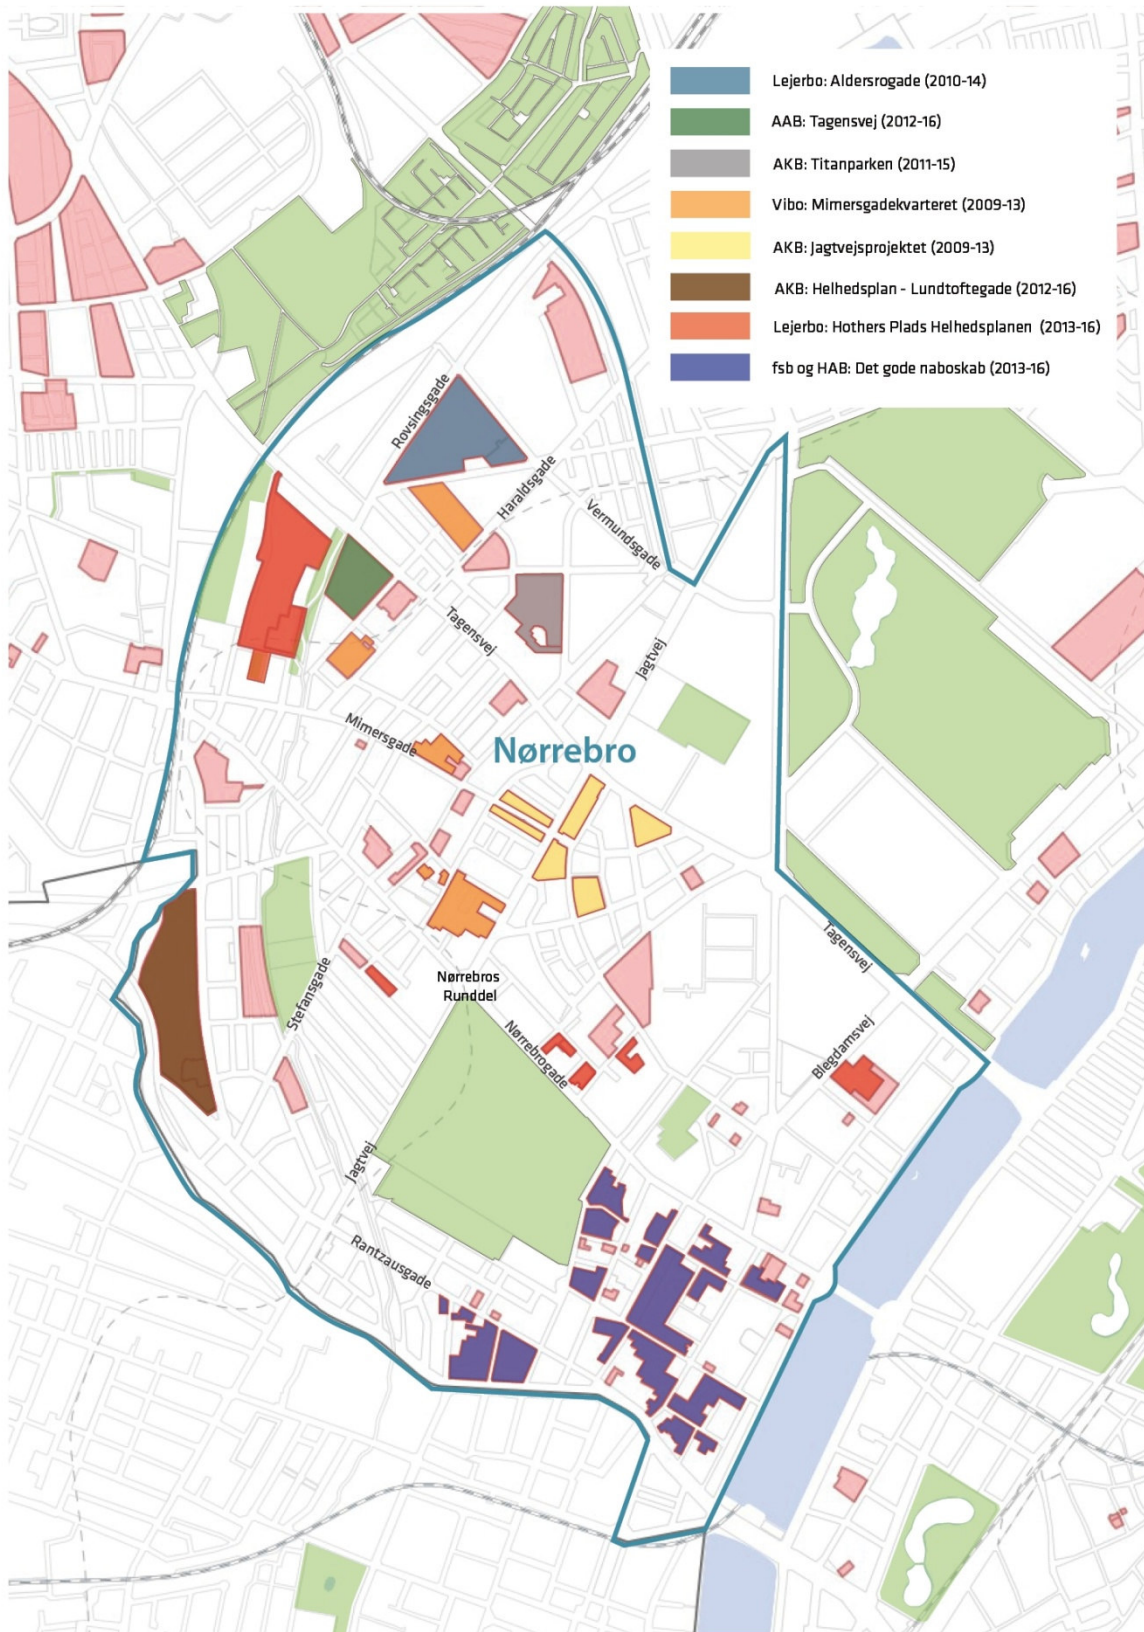 Lejerbo: Aldersrogade (2010-14)
AAB: Tagensvej (2012-16)
AKB: Titanparken (2011-15)
Vibo: Mimersgadekvarteret (2009-13)
AKB: Jagtvejsprojektet (2009-13)
AKB: Helhedsplan - Lundtoftegade (2012-16)
Lejerbo: Hothers Plads Helhedsplanen (2013-16)
fsb og HAB: Det gode naboskab (2013-16)
Rovsingsgade
Haraldsgade
Vermundsgade
Tagensvej
Jagtvej
Mimersgade
Nørrebro
Tagensvej
Stefansgade
Nørrebros
Runddel
Nørrebrogade
Blegdamsvej
Jagtvej
Rantzausgade